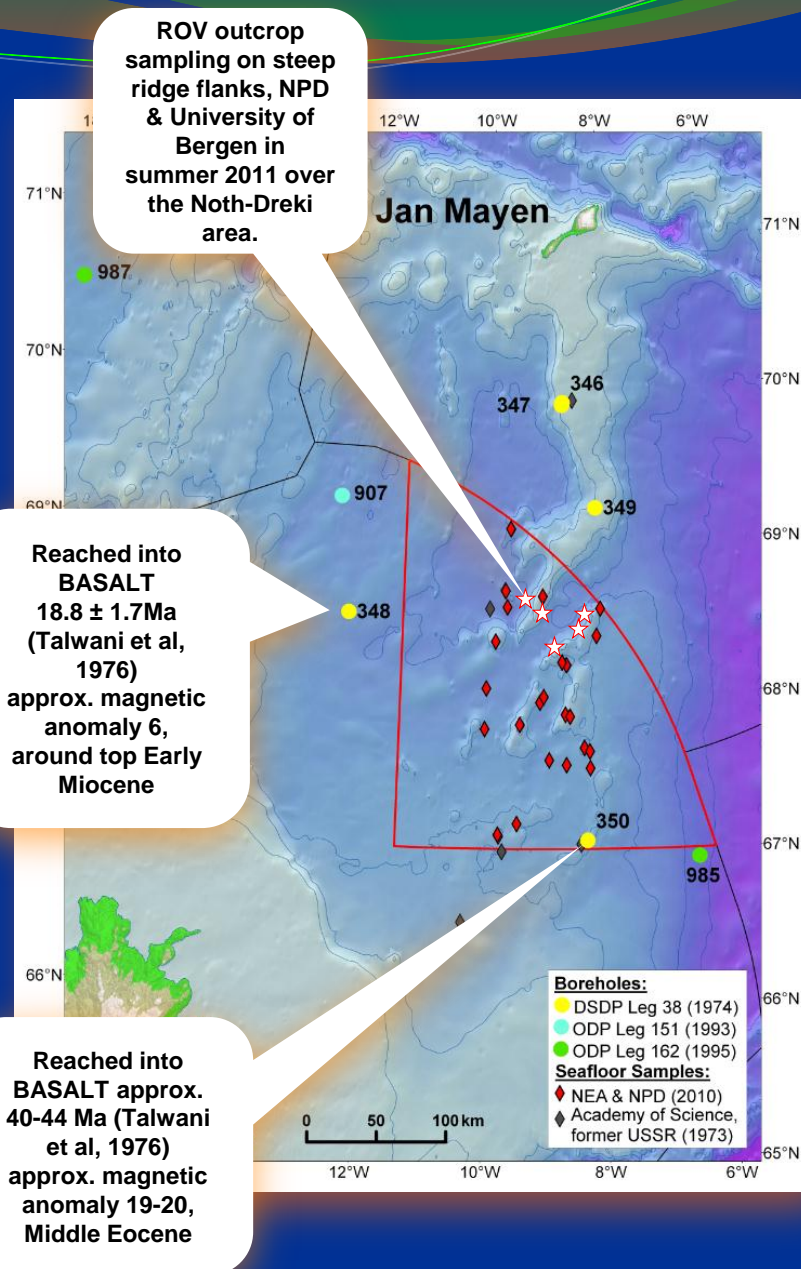 ROV outcrop
sampling on steep
ridge flanks, NPD
& University of
Bergen in
summer 2011 over
the Noth-Dreki
area.
12°W 10°W 8°W 6°W
71°N
Jan Mayen
71°N
987
70°N
70°N
346
347
907
349
69°N
69°N
Reached into
BASALT
18.8 ± 1.7Ma
(Talwani et al,
1976)
approx. magnetic
anomaly 6,
around top Early
Miocene
348
68°N
350
67°N
985
66°N
66°N
Boreholes:
DSDP Leg 38 (1974)
ODP Leg 151 (1993)
ODP Leg 162 (1995)
Seafloor Samples:
NEA & NPD (2010)
Academy of Science,
former USSR (1973)
Reached into
BASALT approx.
40-44 Ma (Talwani
et al, 1976)
approx. magnetic
anomaly 19-20,
Middle Eocene
0 50 100 km
65°N
12°W 10°W 8°W 6°W